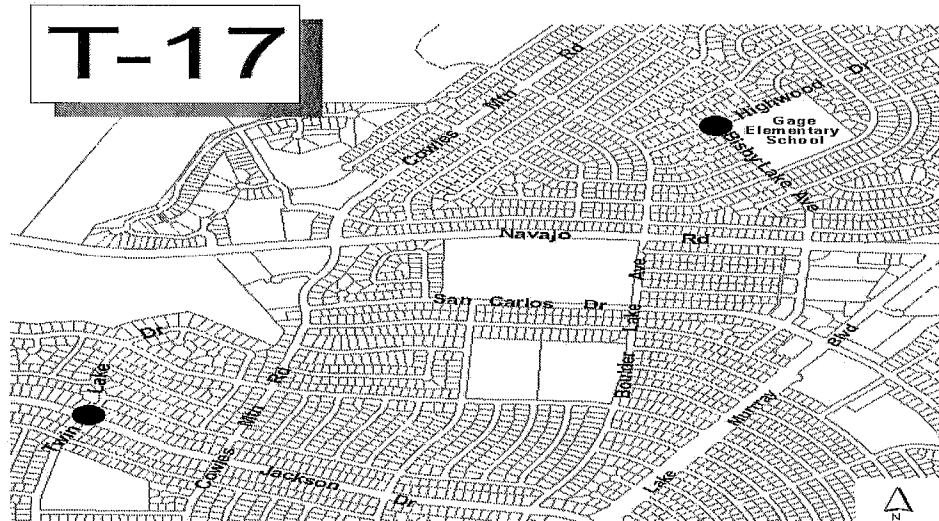 T-17
Cowles Mtn Rd
Highwood Dr
Gage
Elementary
School
Bisby Lake Ave
Navajo Rd
San Carlos Dr
Boulder Lake Ave
Twin Lake Dr
Cowles Mtn Rd
Jackson Dr
Lake Murray Blvd
N